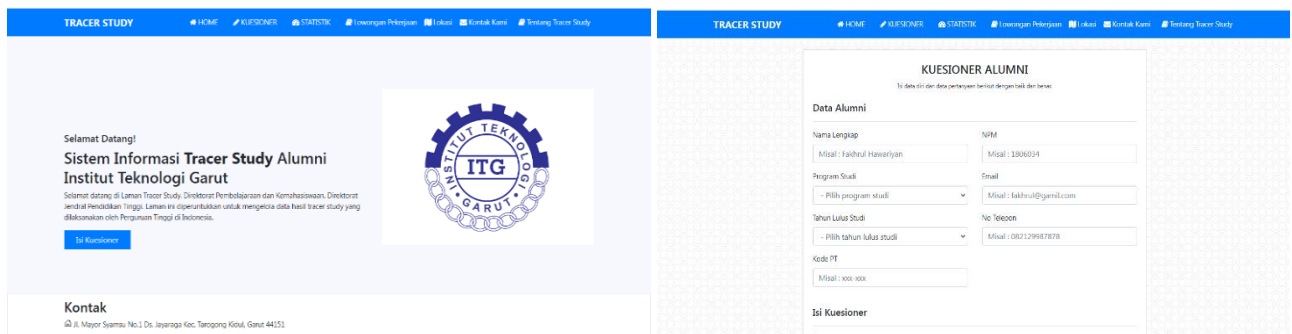 TRACER STUDY
HOME KUESIONER STATISTIK Lowongan Pekerjaan Lokasi Kontak Kami Tentang Tracer Study
Selamat Datang!
Sistem Informasi Tracer Study Alumni
Institut Teknologi Garut
Selamat datang di Laman Tracer Study. Direktorat Pembelajaraan dan Kemahasiswaan. Direktorat
Jendral Pendidikan Tinggi. Laman ini diperuntukkan untuk mengelola data hasil tracer study yang
dilaksanakan oleh Perguruan Tinggi di Indonesia.
Isi Kuesioner
INSTITUT TEKNOLOGI
ITG
GARUT
Kontak
Jl. Mayor Syamsu No.1 Ds. Jayaraga Kec. Tarogong Kidul, Garut 44151
TRACER STUDY
HOME KUESIONER STATISTIK Lowongan Pekerjaan Lokasi Kontak Kami Tentang Tracer Study
KUESIONER ALUMNI
Isi data diri dan data pertanyaan berikut dengan baik dan benar.
Data Alumni
Nama Lengkap
NPM
Misal : Fakhrul Hawariyan
Misal : 1806034
Program Studi
Email
- Pilih program studi
Misal : fakhrul@gamil.com
Tahun Lulus Studi
No Telepon
- Pilih tahun lulus studi
Misal : 082129987878
Kode PT
Misal : xxx-xxx
Isi Kuesioner